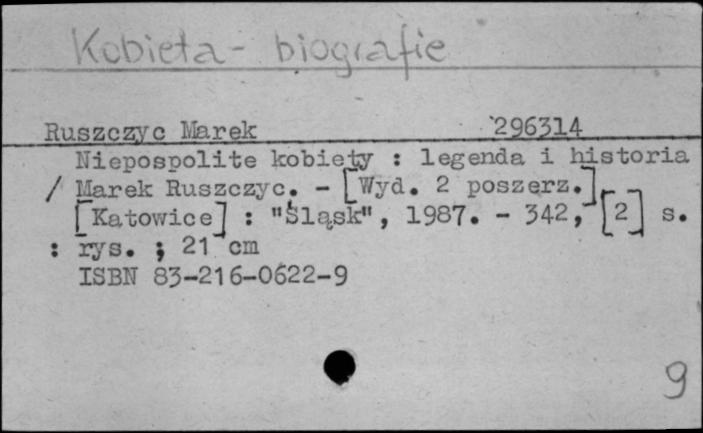 Kobieta - biografie
Ruszczyc Marek 296314
Niepospolite kobiety : legenda i historia
/ Marek Ruszczyc. - [Wyd. 2 poszerz.]
[Katowice] : "Śląsk", 1987. - 342, [2] s.
: rys. ; 21 cm
ISBN 83-216-0622-9
9